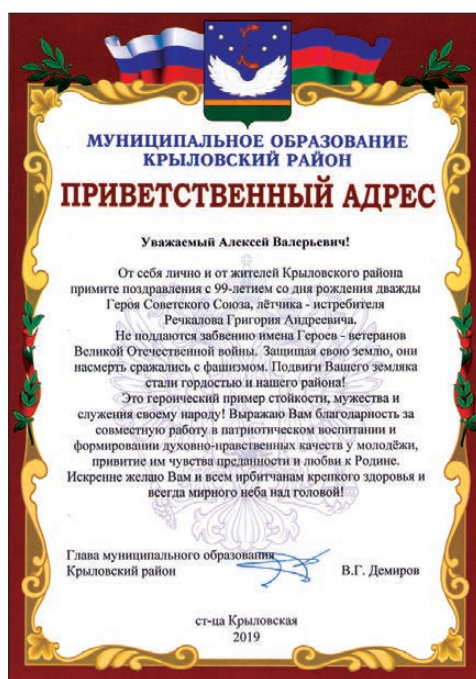 МУНИЦИПАЛЬНОЕ ОБРАЗОВАНИЕ
КРЫЛОВСКИЙ РАЙОН
ПРИВЕТСТВЕННЫЙ АДРЕС
Уважаемый Алексей Валерьевич!
От себя лично и от жителей Крыловского района
примите поздравления с 99-летием со дня рождения дважды
Героя Советского Союза, лётчика - истребителя
Речкалова Григория Андреевича.
Не поддаются забвению имена Героев - ветеранов
Великой Отечественной войны. Защищая свою землю, они
насмерть сражались с фашизмом. Подвиги Вашего земляка
стали гордостью и нашего района!
Это героический пример стойкости, мужества и
служения своему народу! Выражаю Вам благодарность за
совместную работу в патриотическом воспитании и
формировании духовно-нравственных качеств у молодёжи,
привитие им чувства преданности и любви к Родине.
Искренне желаю Вам и всем ирбитчанам крепкого здоровья и
всегда мирного неба над головой!
Глава муниципального образования
Крыловский район В.Г. Демиров
ст-ца Крыловская
2019